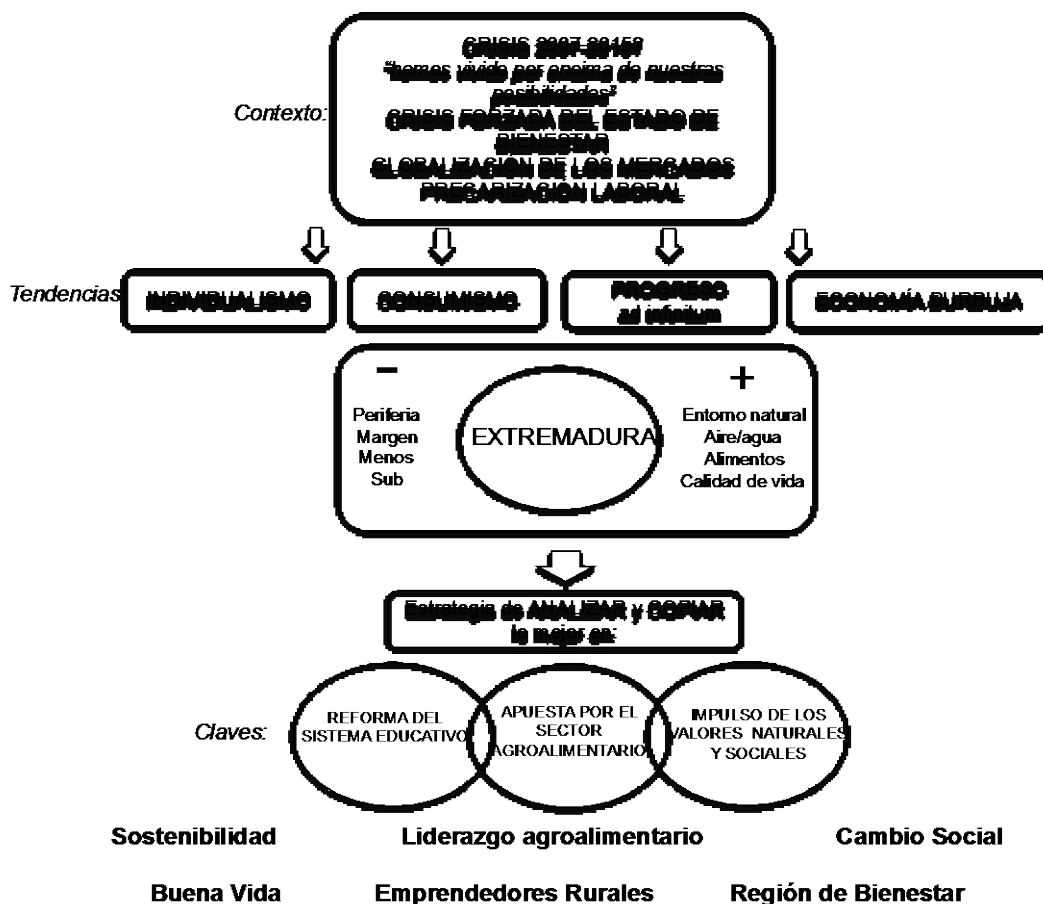 CRISIS 2007-2015?
"hemos vivido por encima de nuestras
posibilidades"
Contexto:
CRISIS FORZADA DEL ESTADO DE
BIENESTAR
GLOBALIZACION DE LOS MERCADOS
PRECARIZACION LABORAL
Tendencias
INDIVIDUALISMO
CONSUMISMO
PROGRESO
ad infinitum
ECONOMÍA BURBUJA
−
Periferia
Margen
Menos
Sub
EXTREMADURA
+
Entorno natural
Aire/agua
Alimentos
Calidad de vida
Estrategia de ANALIZAR y COPIAR
lo mejor en:
Claves:
REFORMA DEL
SISTEMA EDUCATIVO
APUESTA POR EL
SECTOR
AGROALIMENTARIO
IMPULSO DE LOS
VALORES NATURALES
Y SOCIALES
Sostenibilidad
Liderazgo agroalimentario
Cambio Social
Buena Vida
Emprendedores Rurales
Región de Bienestar